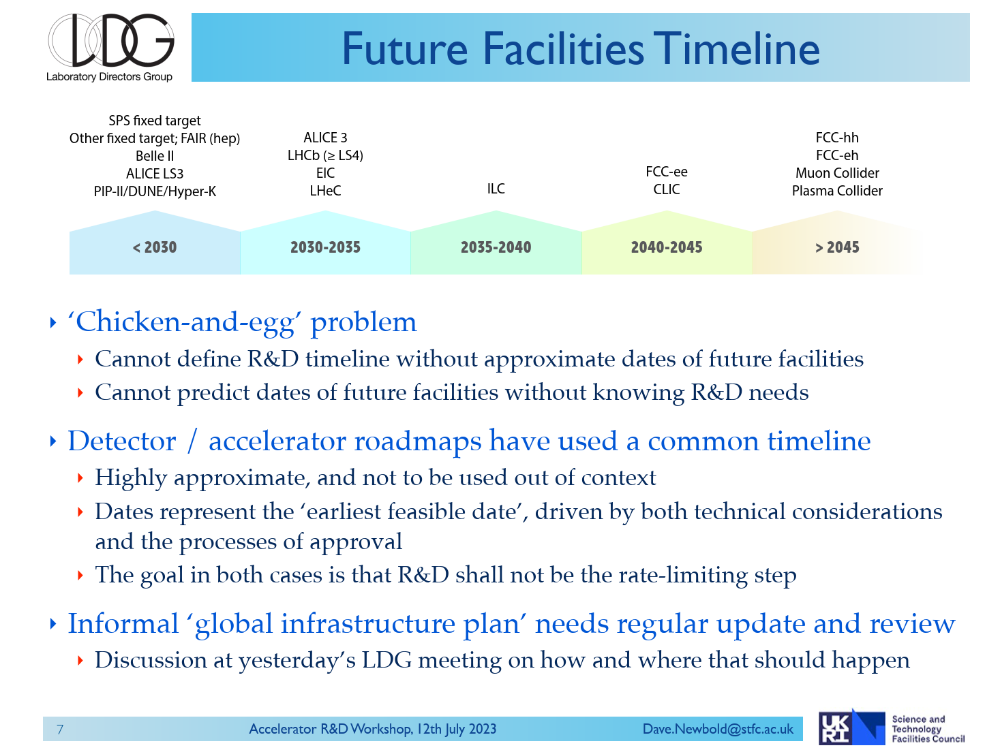 LDG
Laboratory Directors Group
Future Facilities Timeline
SPS fixed target
Other fixed target; FAIR (hep)
Belle II
ALICE LS3
PIP-II/DUNE/Hyper-K
ALICE 3
LHCb (≥ LS4)
EIC
LHeC
ILC
FCC-ee
CLIC
FCC-hh
FCC-eh
Muon Collider
Plasma Collider
< 2030
2030-2035
2035-2040
2040-2045
> 2045
‘Chicken-and-egg’ problem
Cannot define R&D timeline without approximate dates of future facilities
Cannot predict dates of future facilities without knowing R&D needs
Detector / accelerator roadmaps have used a common timeline
Highly approximate, and not to be used out of context
Dates represent the ‘earliest feasible date’, driven by both technical considerations
and the processes of approval
The goal in both cases is that R&D shall not be the rate-limiting step
Informal ‘global infrastructure plan’ needs regular update and review
Discussion at yesterday’s LDG meeting on how and where that should happen
7
Accelerator R&D Workshop, 12th July 2023
Dave.Newbold@stfc.ac.uk
UK
RI
Science and
Technology
Facilities Council